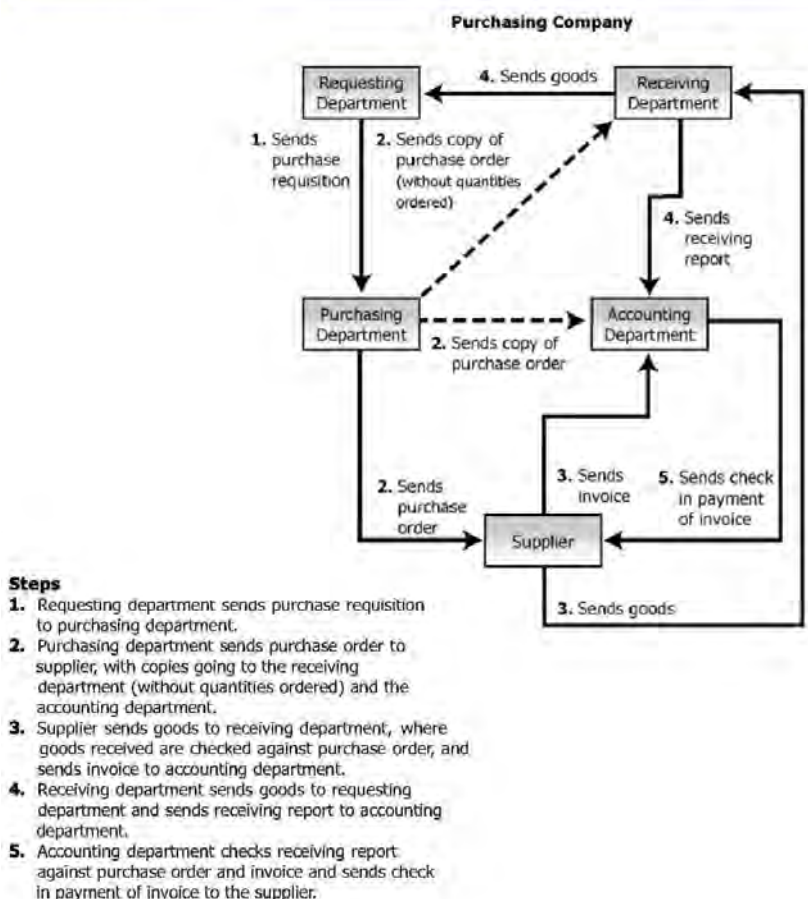 Purchasing Company
Requesting
Department
4. Sends goods
Receiving
Department
1. Sends
purchase
requisition
2. Sends copy of
purchase order
(without quantities
ordered)
4. Sends
receiving
report
Purchasing
Department
2. Sends copy of
purchase order
Accounting
Department
2. Sends
purchase
order
3. Sends
invoice
5. Sends check
in payment
of invoice
Supplier
3. Sends goods
Steps
1. Requesting department sends purchase requisition
to purchasing department.
2. Purchasing department sends purchase order to
supplier, with copies going to the receiving
department (without quantities ordered) and the
accounting department.
3. Supplier sends goods to receiving department, where
goods received are checked against purchase order, and
sends invoice to accounting department.
4. Receiving department sends goods to requesting
department and sends receiving report to accounting
department.
5. Accounting department checks receiving report
against purchase order and invoice and sends check
in payment of invoice to the supplier.